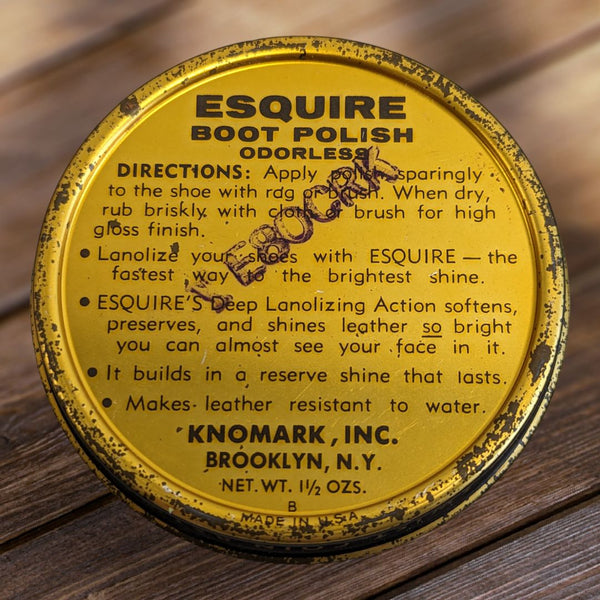 2
ESQUIRE
BOOT POLISH
ODORLESS
DIRECTIONS: Apply polish sparingly
to the shoe with rag or brush. When dry,
rub briskly with cloth or brush for high
gloss finish.
• Lanolize your shoes with ESQUIRE — the
fastest way to the brightest shine.
• ESQUIRE'S Deep Lanolizing Action softens,
preserves, and shines leather so bright
you can almost see your face in it.
• It builds in a reserve shine that lasts.
• Makes leather resistant to water.
KNOMARK, INC.
BROOKLYN, N.Y.
NET. WT. 1½ OZS.
B
MADE IN U.S.A.